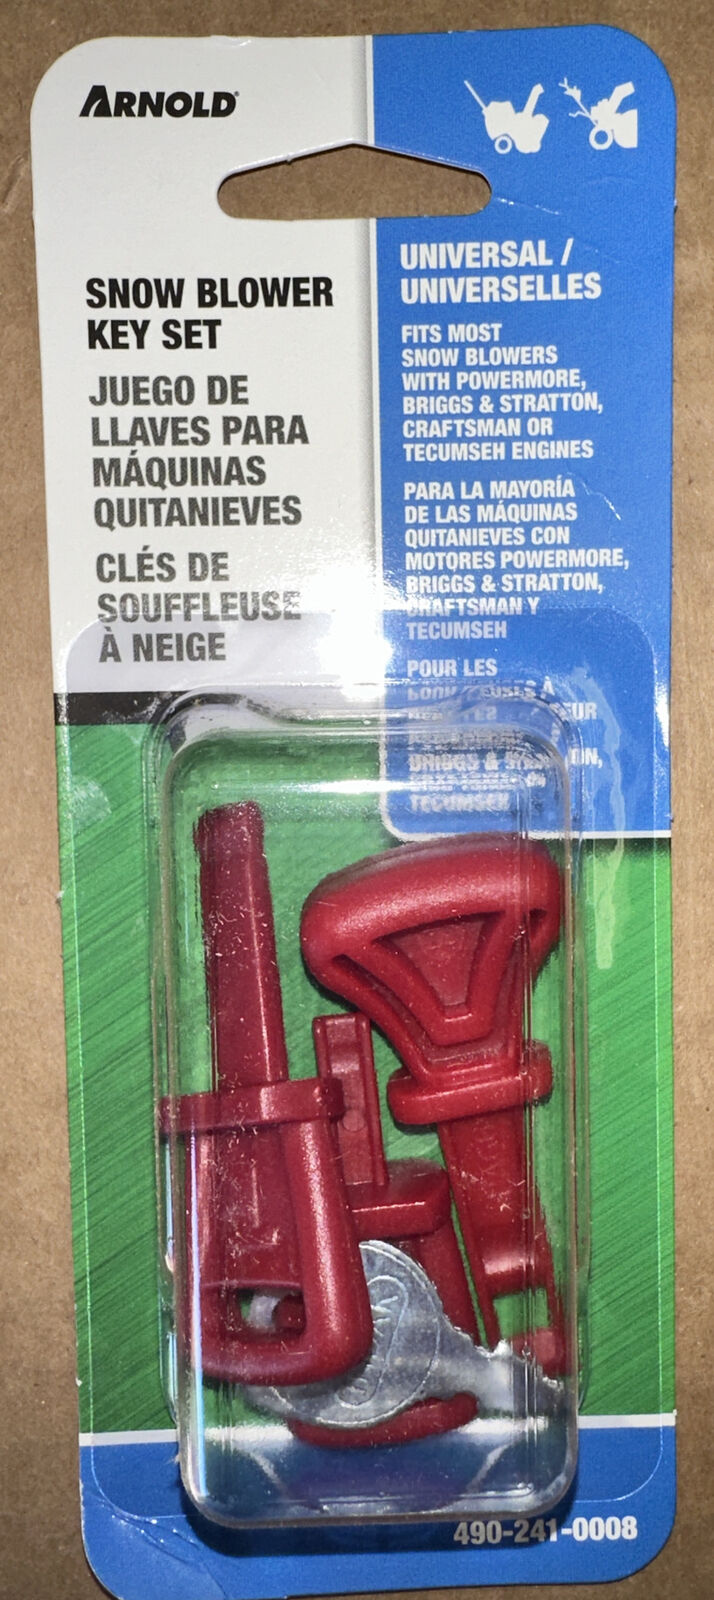 ARNOLD
SNOW BLOWER
KEY SET
JUEGO DE
LLAVES PARA
MÁQUINAS
QUITANIEVES
CLÉS DE
SOUFFLEUSE
À NEIGE
UNIVERSAL /
UNIVERSELLES
FITS MOST
SNOW BLOWERS
WITH POWERMORE,
BRIGGS & STRATTON,
CRAFTSMAN OR
TECUMSEH ENGINES
PARA LA MAYORÍA
DE LAS MÁQUINAS
QUITANIEVES CON
MOTORES POWERMORE,
BRIGGS & STRATTON,
CRAFTSMAN Y
TECUMSEH
POUR LES
À
BRIGGS &
TECUMSEH
490-241-0008